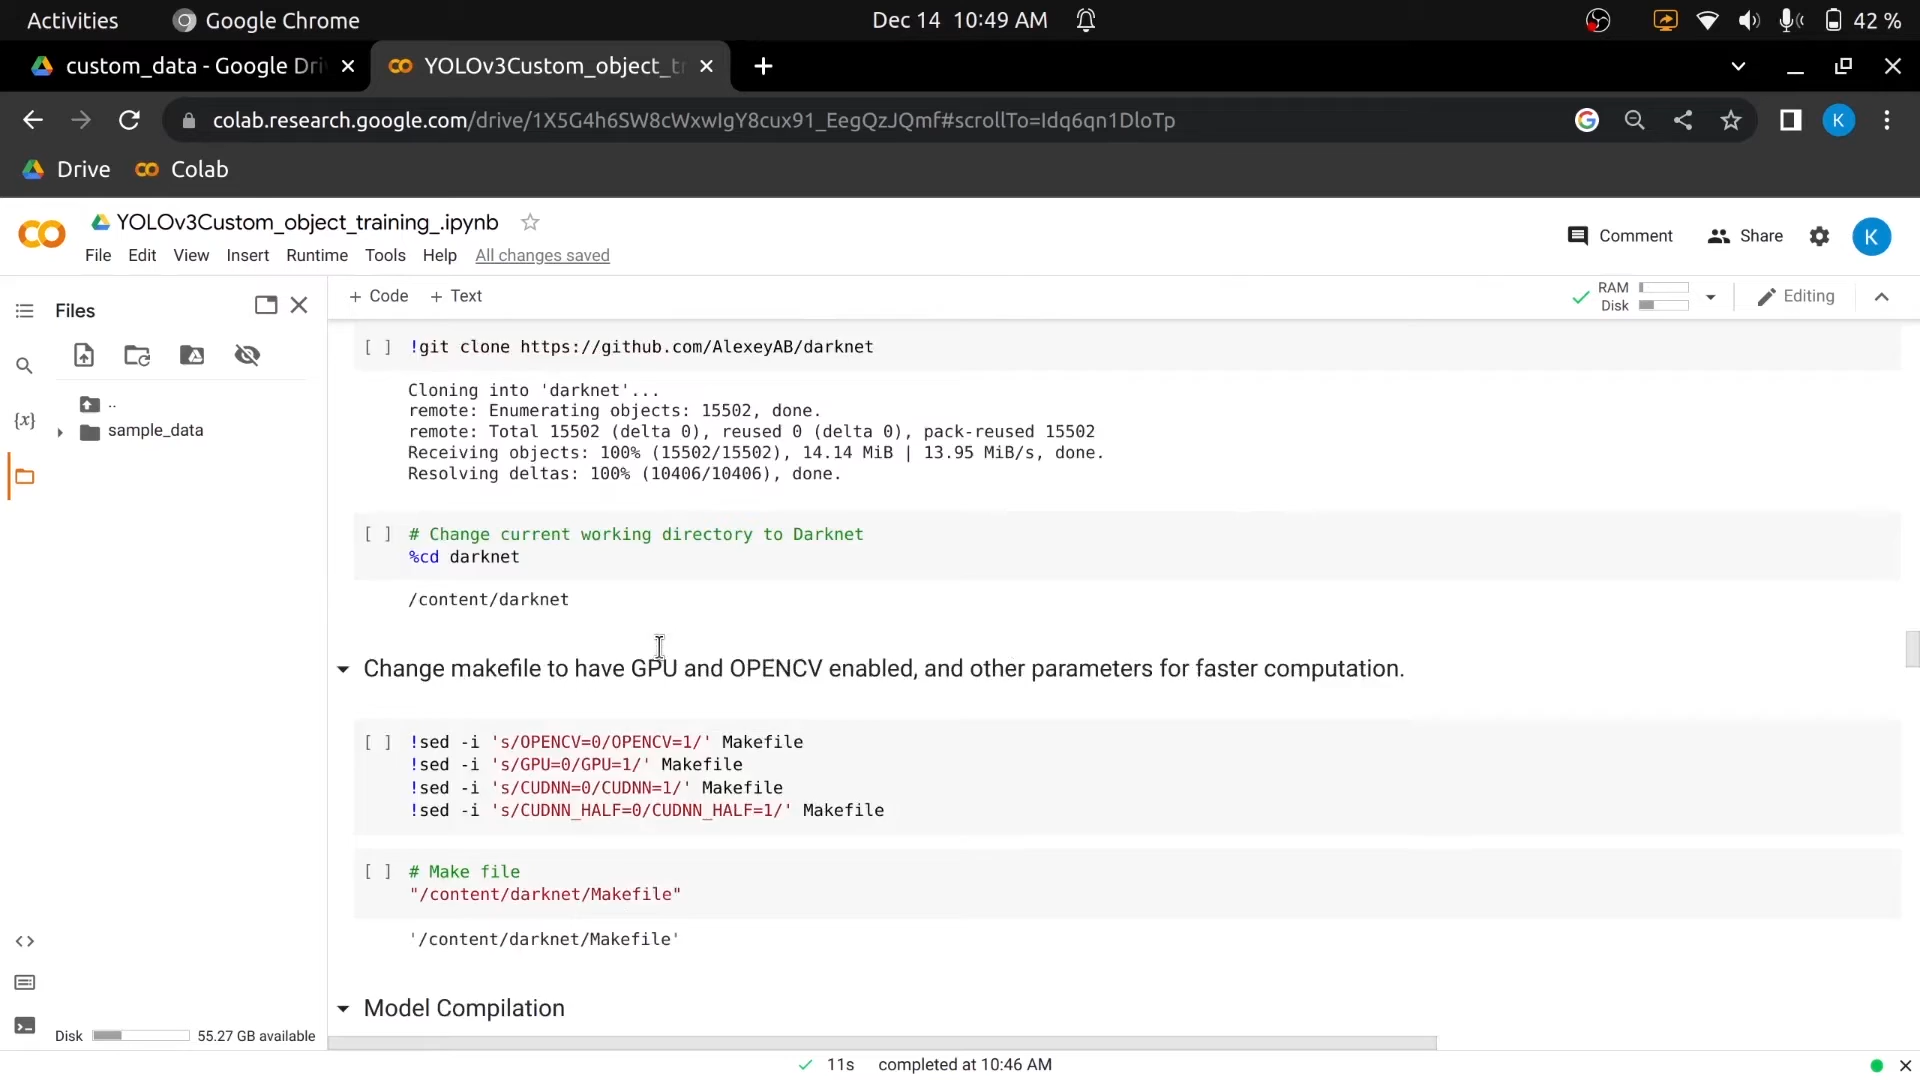 Activities
Google Chrome
Dec 14 10:49 AM
42 %
custom_data - Google Dri
YOLOv3Custom_object_tr
colab.research.google.com/drive/1X5G4h6SW8cWxwIgY8cux91_EegQzJQmf#scrollTo=Idq6qn1DloTp
K
Drive
Colab
YOLOv3Custom_object_training_.ipynb
File Edit View Insert Runtime Tools Help All changes saved
Comment
Share
K
Files
+ Code + Text
RAM
Disk
Editing
..
sample_data
{x}
[ ] !git clone https://github.com/AlexeyAB/darknet
Cloning into 'darknet'...
remote: Enumerating objects: 15502, done.
remote: Total 15502 (delta 0), reused 0 (delta 0), pack-reused 15502
Receiving objects: 100% (15502/15502), 14.14 MiB | 13.95 MiB/s, done.
Resolving deltas: 100% (10406/10406), done.
[ ] # Change current working directory to Darknet
%cd darknet
/content/darknet
Change makefile to have GPU and OPENCV enabled, and other parameters for faster computation.
[ ] !sed -i 's/OPENCV=0/OPENCV=1/' Makefile
!sed -i 's/GPU=0/GPU=1/' Makefile
!sed -i 's/CUDNN=0/CUDNN=1/' Makefile
!sed -i 's/CUDNN_HALF=0/CUDNN_HALF=1/' Makefile
[ ] # Make file
"/content/darknet/Makefile"
'/content/darknet/Makefile'
Model Compilation
Disk
55.27 GB available
11s completed at 10:46 AM